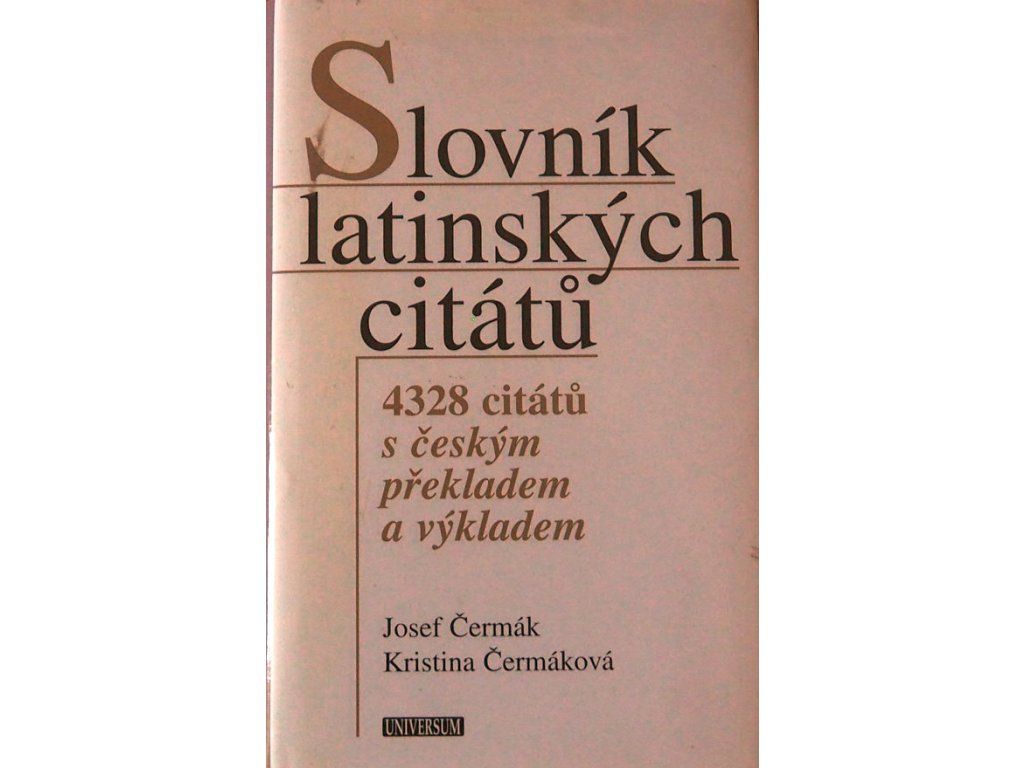 Slovník
latinských
citátů
4328 citátů
s českým
překladem
a výkladem
Josef Čermák
Kristina Čermáková
UNIVERSUM